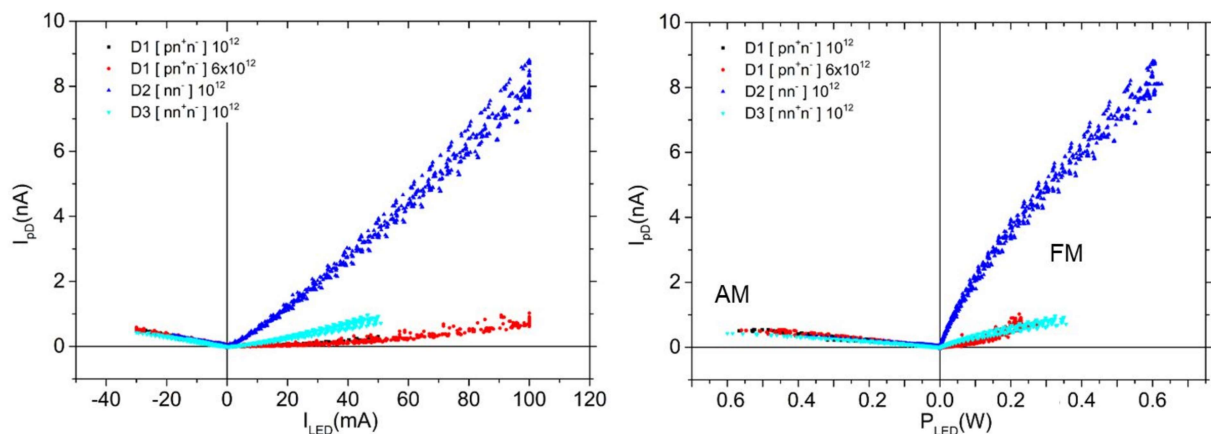 D1 [ pn⁺n⁻ ] 10¹²
D1 [pn⁺n⁻] 6x10¹²
D2 [ nn⁻ ] 10¹²
D3 [ nn⁺n⁻ ] 10¹²
I_pD(nA)
10
8
6
4
2
0
-40 -20 0 20 40 60 80 100 120
I_LED(mA)
D1 [ pn⁺n⁻ ] 10¹²
D1 [pn⁺n⁻] 6x10¹²
D2 [ nn⁻ ] 10¹²
D3 [ nn⁺n⁻ ] 10¹²
I_pD(nA)
10
8
6
4
2
0
AM
FM
0.6 0.4 0.2 0.0 0.2 0.4 0.6
P_LED(W)